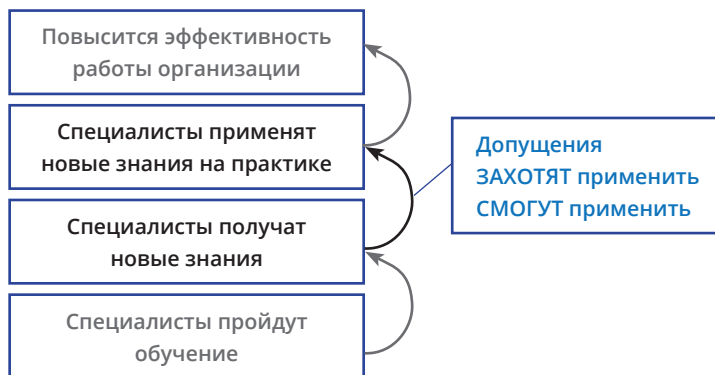 Повысится эффективность
работы организации
Специалисты применят
новые знания на практике
Допущения
ЗАХОТЯТ применить
СМОГУТ применить
Специалисты получат
новые знания
Специалисты пройдут
обучение